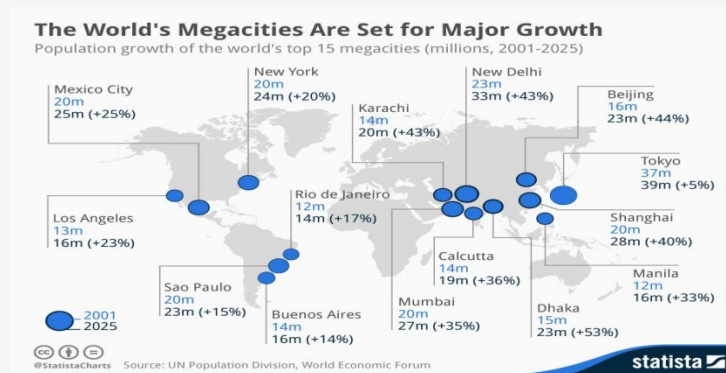 The World's Megacities Are Set for Major Growth
Population growth of the world's top 15 megacities (millions, 2001-2025)
Mexico City
20m
25m (+25%)
New York
20m
24m (+20%)
Karachi
14m
20m (+43%)
New Delhi
23m
33m (+43%)
Beijing
16m
23m (+44%)
Tokyo
37m
39m (+5%)
Los Angeles
13m
16m (+23%)
Rio de Janeiro
12m
14m (+17%)
Shanghai
20m
28m (+40%)
Sao Paulo
20m
23m (+15%)
Buenos Aires
14m
16m (+14%)
Mumbai
20m
27m (+35%)
Calcutta
14m
19m (+36%)
Dhaka
15m
23m (+53%)
Manila
12m
16m (+33%)
2001
2025
@StatistaCharts Source: UN Population Division, World Economic Forum
statista